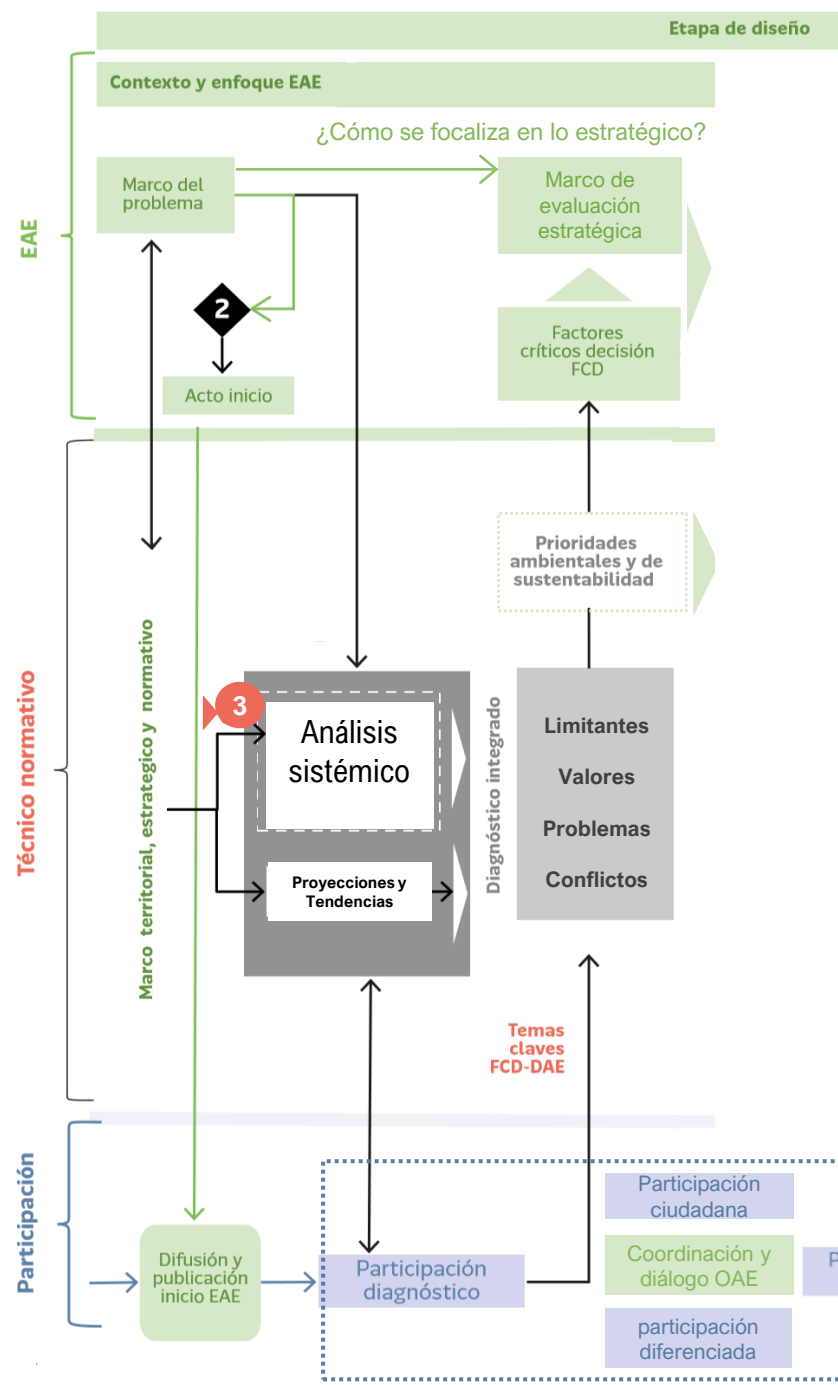 Etapa de diseño
Contexto y enfoque EAE
¿Cómo se focaliza en lo estratégico?
EAE
Marco del
problema
Marco de
evaluación
estratégica
2
Acto inicio
Factores
críticos decisión
FCD
Técnico normativo
Prioridades
ambientales y de
sustentabilidad
Marco territorial, estrategico y normativo
3
Análisis
sistémico
Proyecciones y
Tendencias
Diagnóstico integrado
Limitantes
Valores
Problemas
Conflictos
Temas
claves
FCD-DAE
Participación
Difusión y
publicación
inicio EAE
Participación
diagnóstico
Participación
ciudadana
Coordinación y
diálogo OAE
participación
diferenciada
P